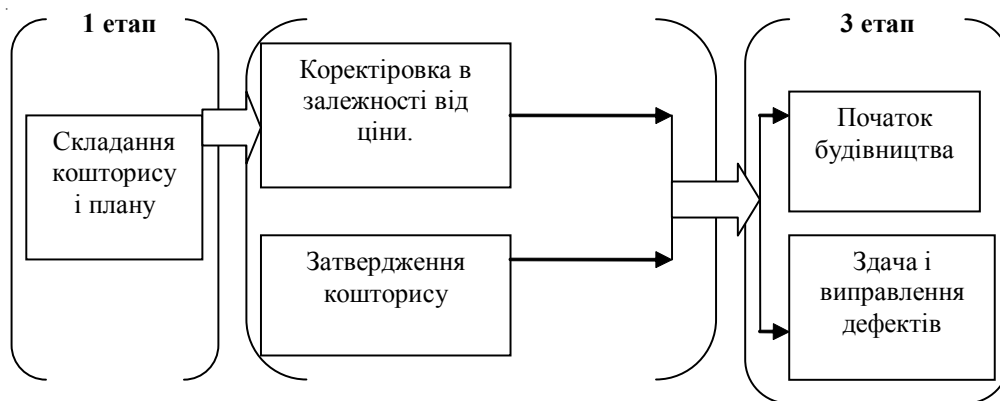 1 етап
Складання
кошторису
і плану
Коректіровка в
залежності від
ціни.
Затвердження
кошторису
3 етап
Початок
будівництва
Здача і
виправлення
дефектів